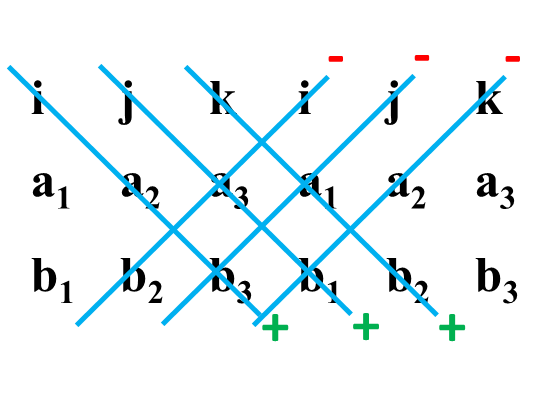 - - -
i j k i j k
a₁ a₂ a₃ a₁ a₂ a₃
b₁ b₂ b₃ b₁ b₂ b₃
+ + +